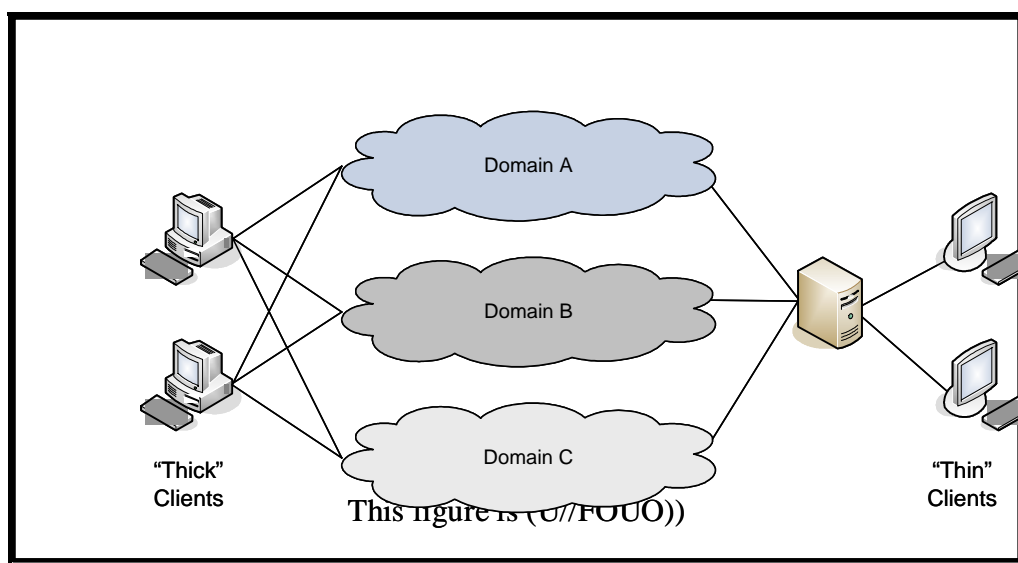 Domain A
Domain B
Domain C
“Thick”
Clients
“Thin”
Clients
This figure is (U//FOUO))